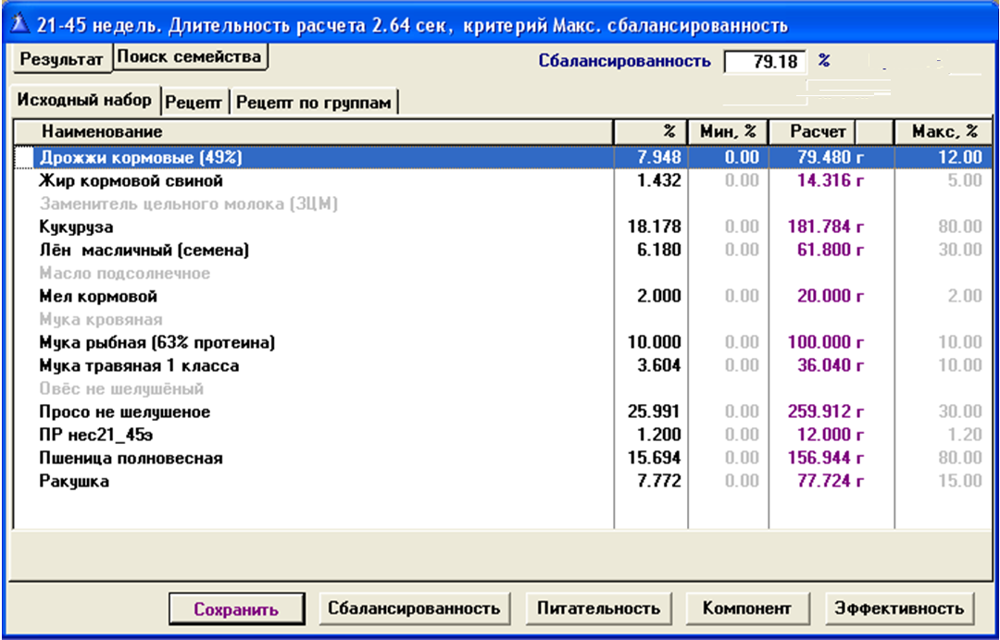 21-45 недель. Длительность расчета 2.64 сек, критерий Макс. сбалансированность
Результат Поиск семейства
Сбалансированность 79.18 %
Исходный набор Рецепт Рецепт по группам
Наименование % Мин, % Расчет Макс, %
Дрожжи кормовые (49%) 7.948 0.00 79.480 г 12.00
Жир кормовой свиной 1.432 0.00 14.316 г 5.00
Заменитель цельного молока (ЗЦМ)
Кукуруза 18.178 0.00 181.784 г 80.00
Лён масличный (семена) 6.180 0.00 61.800 г 30.00
Масло подсолнечное
Мел кормовой 2.000 0.00 20.000 г 2.00
Мука кровяная
Мука рыбная (63% протеина) 10.000 0.00 100.000 г 10.00
Мука травяная 1 класса 3.604 0.00 36.040 г 10.00
Овёс не шелушёный
Просо не шелушеное 25.991 0.00 259.912 г 30.00
ПР нес21_45э 1.200 0.00 12.000 г 1.20
Пшеница полновесная 15.694 0.00 156.944 г 80.00
Ракушка 7.772 0.00 77.724 г 15.00
Сохранить Сбалансированность Питательность Компонент Эффективность